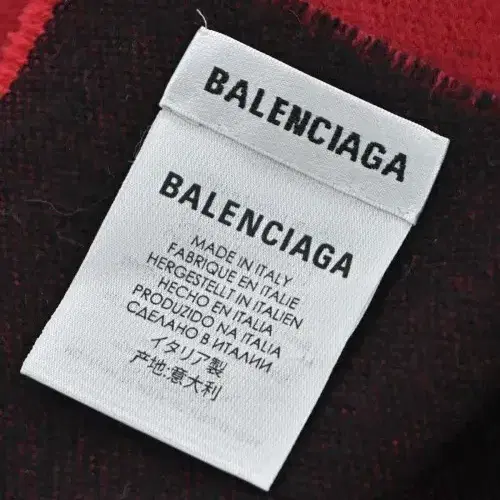 BALENCIAGA
BALENCIAGA
MADE IN ITALY
FABRIQUE EN ITALIE
HERGESTELLT IN ITALIEN
HECHO EN ITALIA
PRODUZIDO NA ITALIA
СДЕЛАНО В ИТАЛИИ
イタリア製
产地:意大利